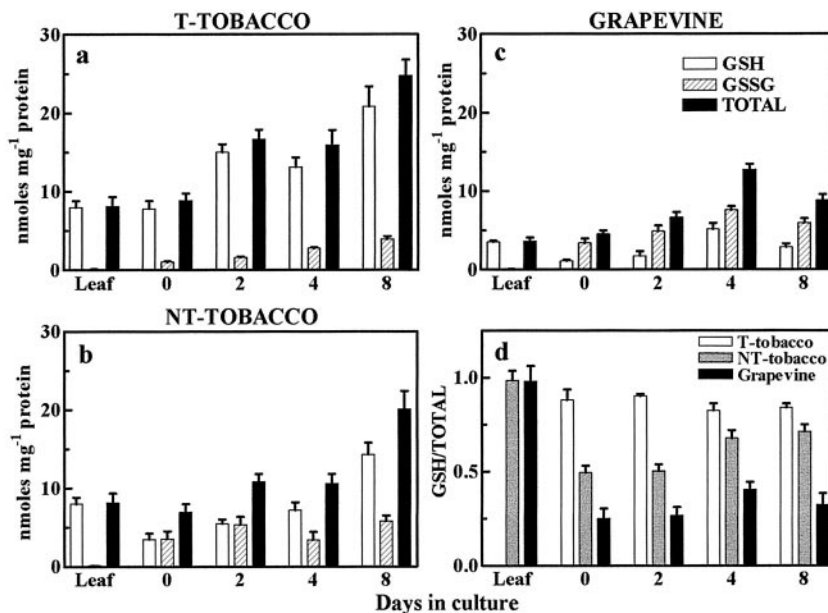 T-TOBACCO
a
30
20
10
0
nmoles mg⁻¹ protein
Leaf 0 2 4 8
NT-TOBACCO
b
30
20
10
0
nmoles mg⁻¹ protein
Leaf 0 2 4 8
GRAPEVINE
c
GSH
GSSG
TOTAL
30
20
10
0
nmoles mg⁻¹ protein
Leaf 0 2 4 8
d
T-tobacco
NT-tobacco
Grapevine
1.0
0.5
0.0
GSH/TOTAL
Leaf 0 2 4 8
Days in culture